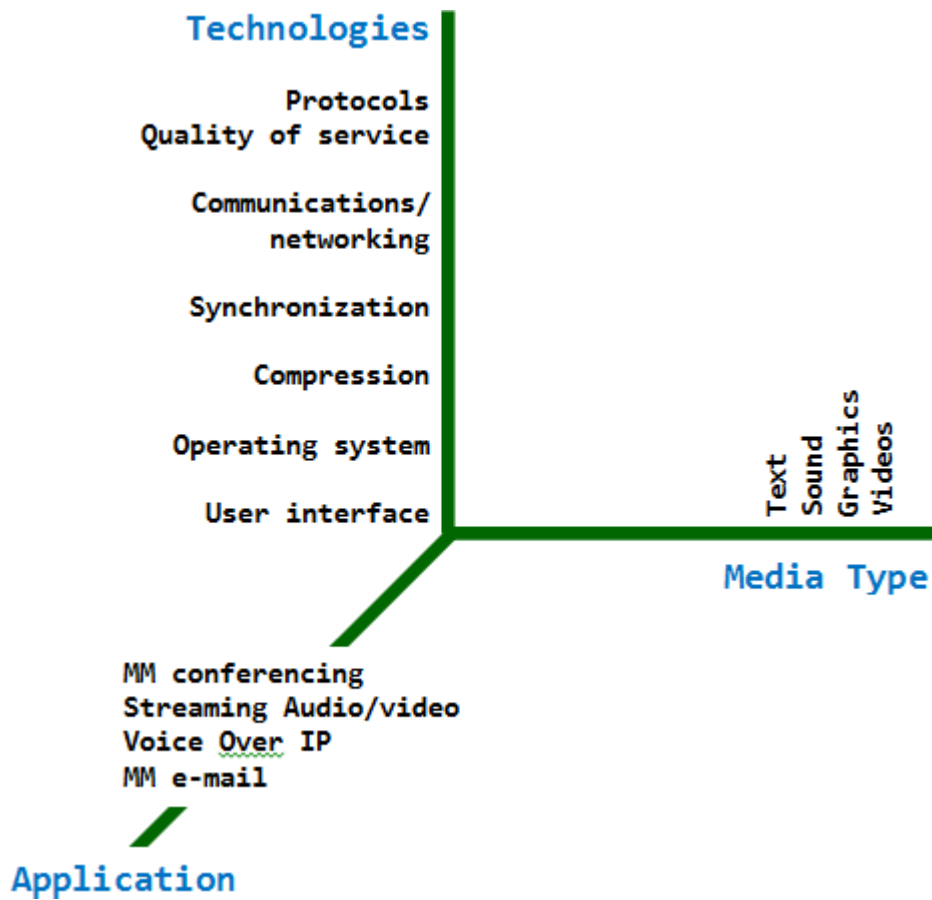 Technologies
Protocols
Quality of service
Communications/
networking
Synchronization
Compression
Operating system
User interface
Text
Sound
Graphics
Videos
Media Type
MM conferencing
Streaming Audio/video
Voice Over IP
MM e-mail
Application